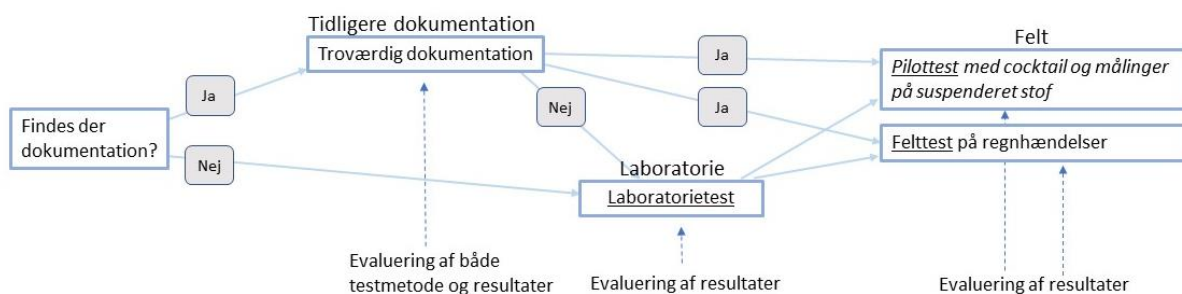 Tidligere dokumentation
Troværdig dokumentation
Ja
Ja
Nej
Ja
Felt
Pilottest med cocktail og målinger
på suspenderet stof
Findes der
dokumentation?
Nej
Felttest på regnhændelser
Laboratorie
Laboratorietest
Evaluering af både
testmetode og resultater
Evaluering af resultater
Evaluering af resultater